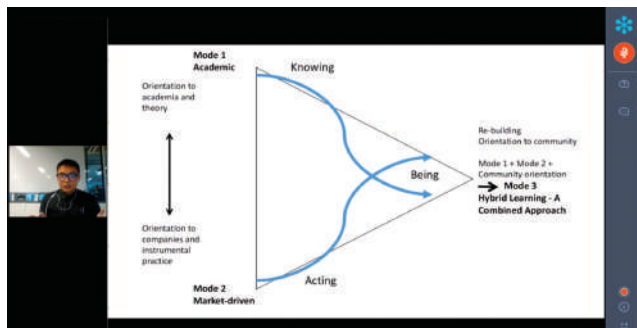 Mode 1
Academic
Knowing
Orientation to
academia and
theory
Re-building
Orientation to community
Mode 1 + Mode 2 +
Community orientation
Mode 3
Hybrid Learning - A
Combined Approach
Being
Orientation to
companies and
instrumental
practice
Mode 2
Market-driven
Acting